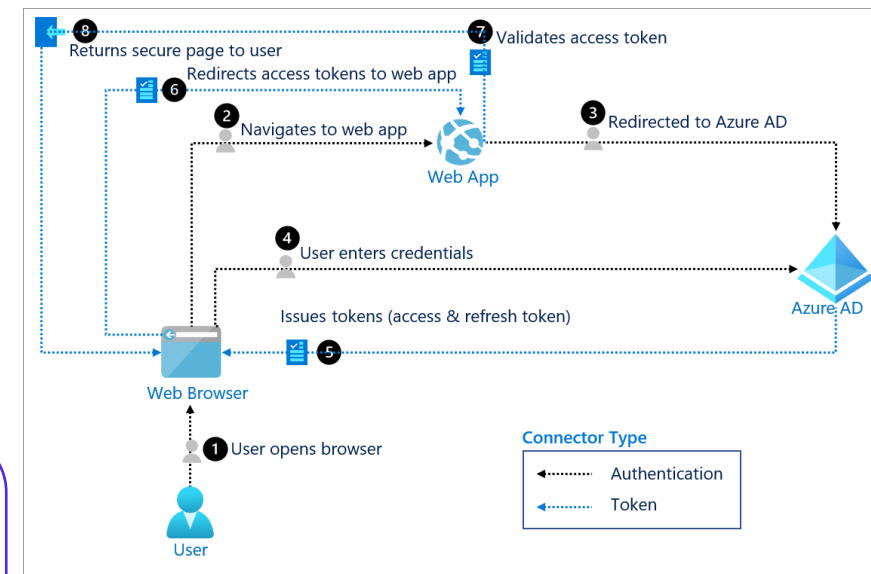 8
Returns secure page to user
7
Validates access token
6
Redirects access tokens to web app
2
Navigates to web app
3
Redirected to Azure AD
Web App
4
User enters credentials
Azure AD
Issues tokens (access & refresh token)
5
Web Browser
1
User opens browser
User
Connector Type
Authentication
Token